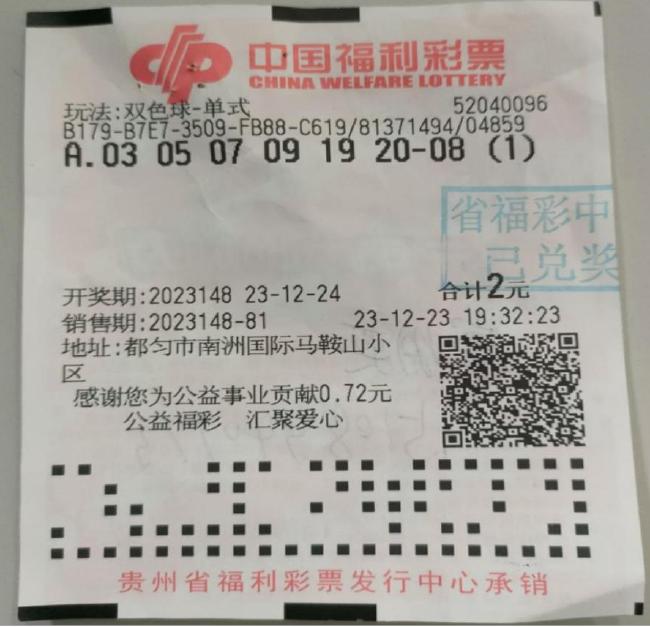 中国福利彩票
CHINA WELFARE LOTTERY
玩法:双色球-单式 52040096
B179-B7E7-3509-FB88-C619/81371494/04859
A.03 05 07 09 19 20-08 (1)
省福彩中
已兑奖
开奖期:2023148 23-12-24 合计2元
销售期:2023148-81 23-12-23 19:32:23
地址:都匀市南洲国际马鞍山小
区
感谢您为公益事业贡献0.72元
公益福彩 汇聚爱心
贵州省福利彩票发行中心承销